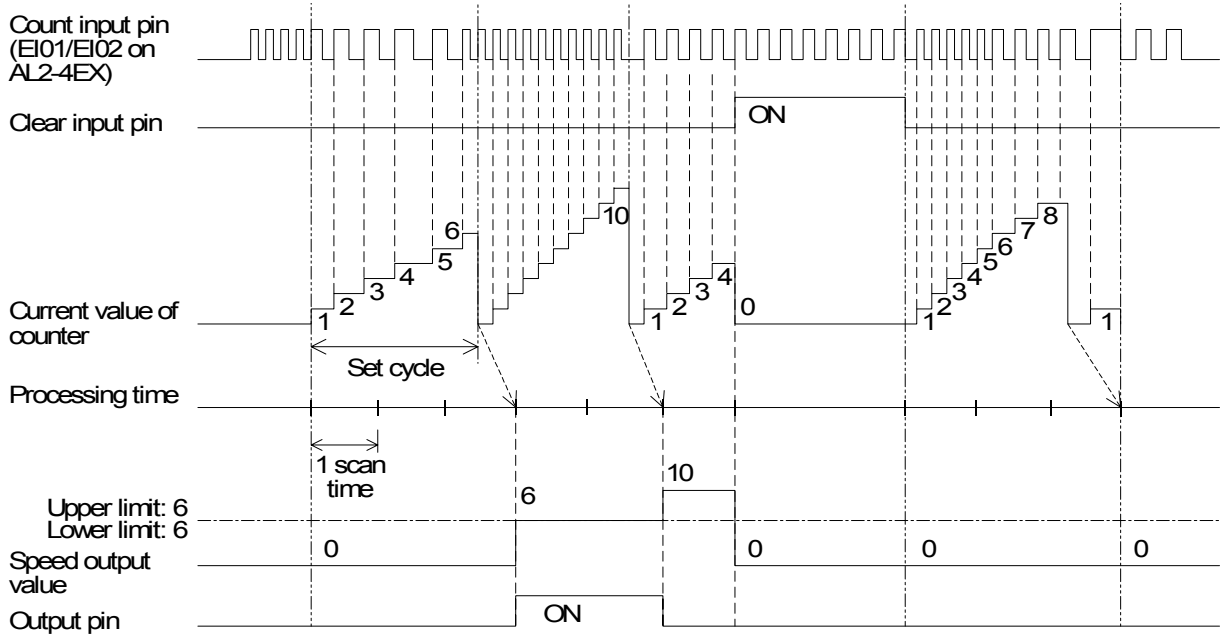 Count input pin
(EI01/EI02 on
AL2-4EX)
Clear input pin
ON
Current value of
counter
1
2
3
4
5
6
10
1
2
3
4
0
1
2
3
4
5
6
7
8
1
Set cycle
Processing time
1 scan
time
Upper limit: 6
Lower limit: 6
6
10
Speed output
value
0
0
0
0
Output pin
ON